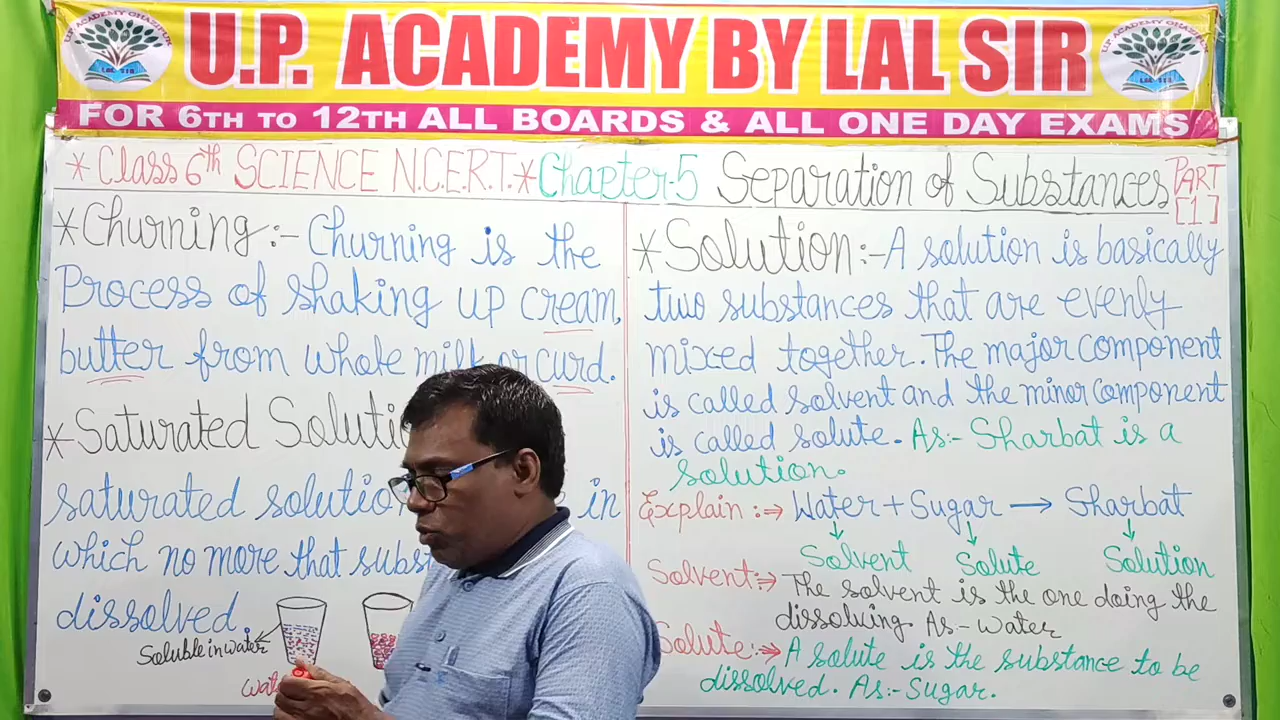 U.P. ACADEMY BY LAL SIR
FOR 6TH TO 12TH ALL BOARDS & ALL ONE DAY EXAMS
* Class 6th SCIENCE N.C.E.R.T. * Chapter-5 Separation of Substances PART [1]
* Churning :- Churning is the
Process of shaking up cream,
butter from whole milk or curd.
* Saturated Soluti
saturated solutio in
which no more that subst
dissolved
Soluble in water
wat
* Solution :- A solution is basically
two substances that are evenly
mixed together. The major component
is called solvent and the minor component
is called solute. As:- Sharbat is a
solution.
Explain :⇒ Water + Sugar → Sharbat
↓ ↓ ↓
Solvent Solute Solution
Solvent:⇒ The solvent is the one doing the
dissolving. As- water
Solute:⇒ A solute is the substance to be
dissolved. As:- Sugar.